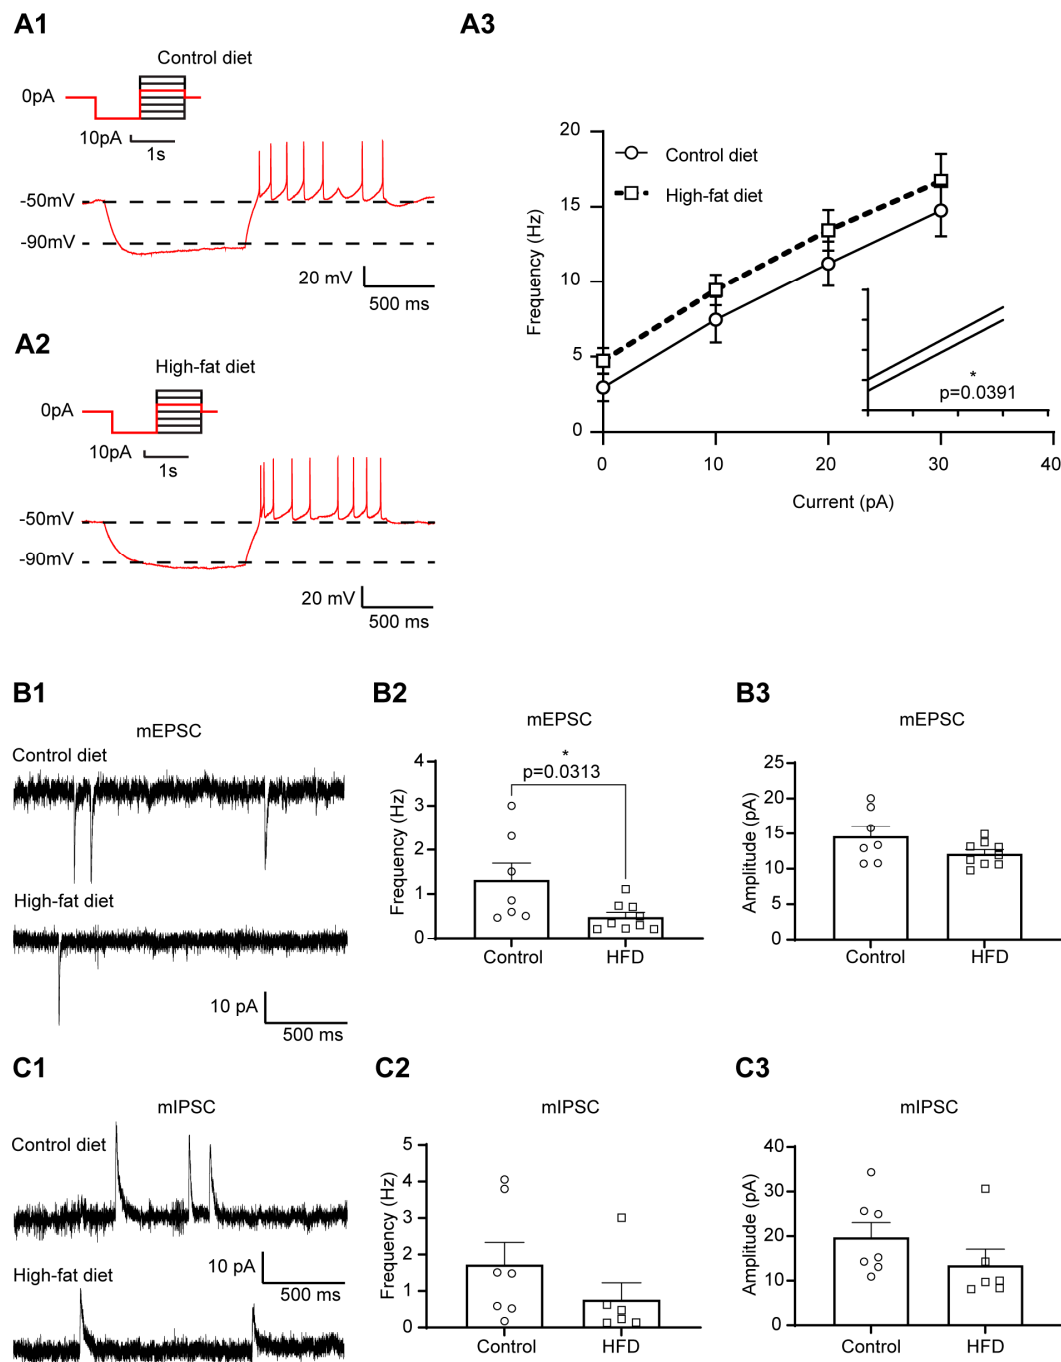 A1
Control diet
0pA
10pA
1s
-50mV
-90mV
20 mV
500 ms
A2
High-fat diet
0pA
10pA
1s
-50mV
-90mV
20 mV
500 ms
A3
20
15
10
5
0
Frequency (Hz)
Control diet
High-fat diet
*
p=0.0391
0 10 20 30 40
Current (pA)
B1
mEPSC
Control diet
High-fat diet
10 pA
500 ms
B2
mEPSC
*
p=0.0313
4
3
2
1
0
Frequency (Hz)
Control HFD
B3
mEPSC
25
20
15
10
5
0
Amplitude (pA)
Control HFD
C1
mIPSC
Control diet
10 pA
500 ms
High-fat diet
C2
mIPSC
5
4
3
2
1
0
Frequency (Hz)
Control HFD
C3
mIPSC
40
30
20
10
0
Amplitude (pA)
Control HFD